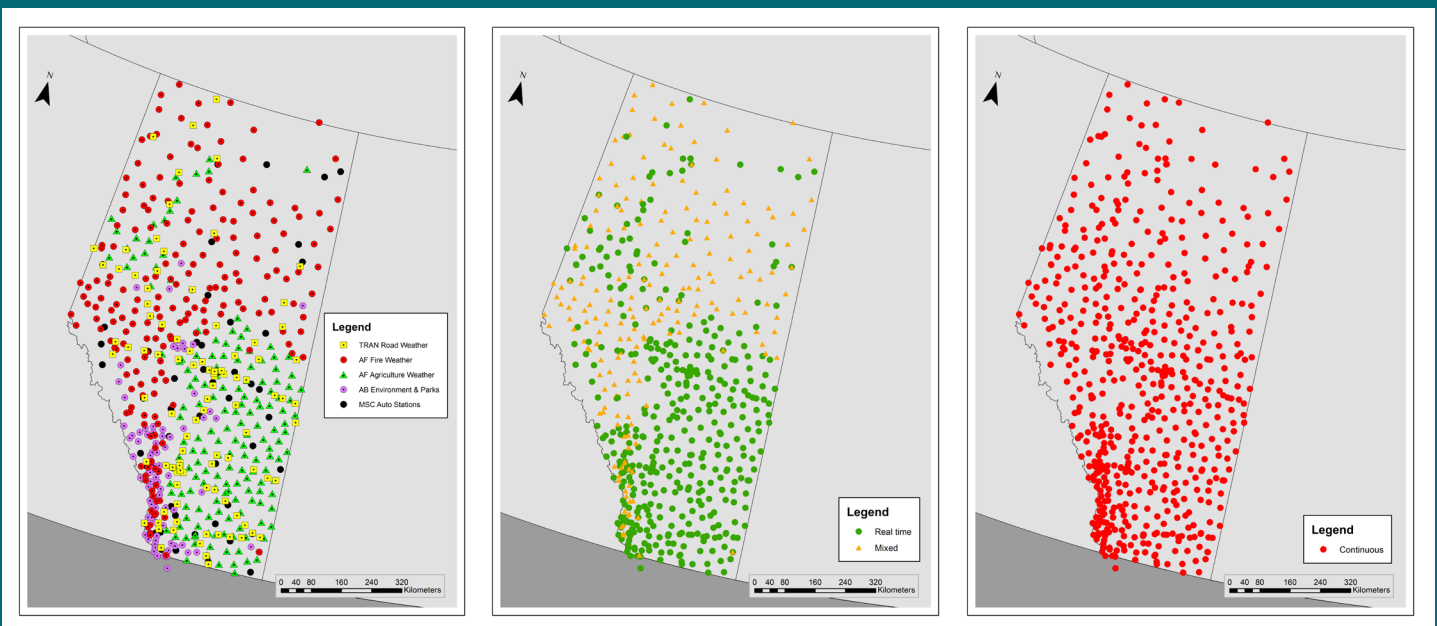 N
Legend
TRAN Road Weather
AF Fire Weather
AF Agriculture Weather
AB Environment & Parks
MSC Auto Stations
0 40 80 160 240 320
Kilometers
N
Legend
Real time
Mixed
0 40 80 160 240 320
Kilometers
N
Legend
Continuous
0 40 80 160 240 320
Kilometers